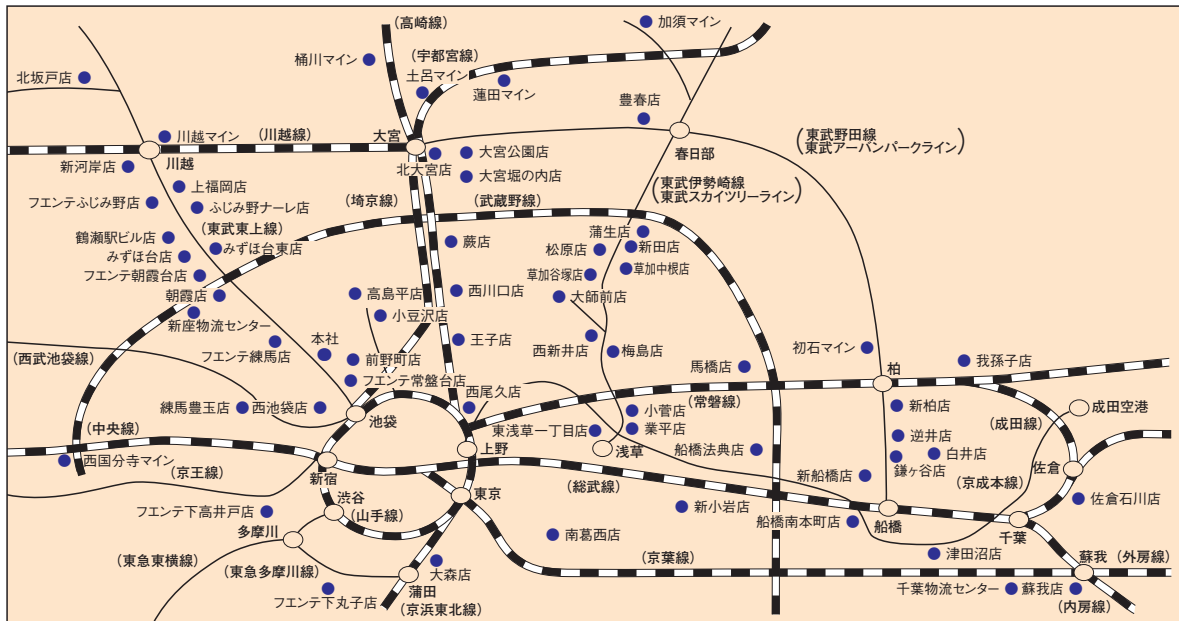 (高崎線)
加須マイン
(宇都宮線)
桶川マイン
土呂マイン
北坂戸店
蓮田マイン
豊春店
川越マイン
(川越線)
大宮
春日部
(東武野田線
東武アーバンパークライン)
新河岸店
川越
北大宮店
大宮公園店
大宮堀の内店
上福岡店
(埼京線)
(武蔵野線)
(東武伊勢崎線
東武スカイツリーライン)
フエンテふじみ野店
ふじみ野ナーレ店
(東武東上線)
鶴瀬駅ビル店
みずほ台東店
みずほ台店
フエンテ朝霞台店
蕨店
蒲生店
松原店
新田店
草加谷塚店
草加中根店
朝霞店
高島平店
西川口店
大師前店
新座物流センター
小豆沢店
本社
王子店
西新井店
梅島店
初石マイン
(西武池袋線)
フエンテ練馬店
前野町店
フエンテ常盤台店
馬橋店
柏
我孫子店
練馬豊玉店
西池袋店
池袋
西尾久店
(常磐線)
小菅店
業平店
新柏店
成田空港
(成田線)
(中央線)
上野
東浅草一丁目店
浅草
船橋法典店
逆井店
白井店
鎌ヶ谷店
西国分寺マイン
(京王線)
新宿
(総武線)
新船橋店
(京成本線)
佐倉
渋谷
東京
佐倉石川店
フエンテ下高井戸店
(山手線)
新小岩店
船橋南本町店
船橋
千葉
多摩川
南葛西店
津田沼店
(東急東横線)
(東急多摩川線)
大森店
(京葉線)
蘇我
(外房線)
フエンテ下丸子店
蒲田
(京浜東北線)
千葉物流センター
蘇我店
(内房線)